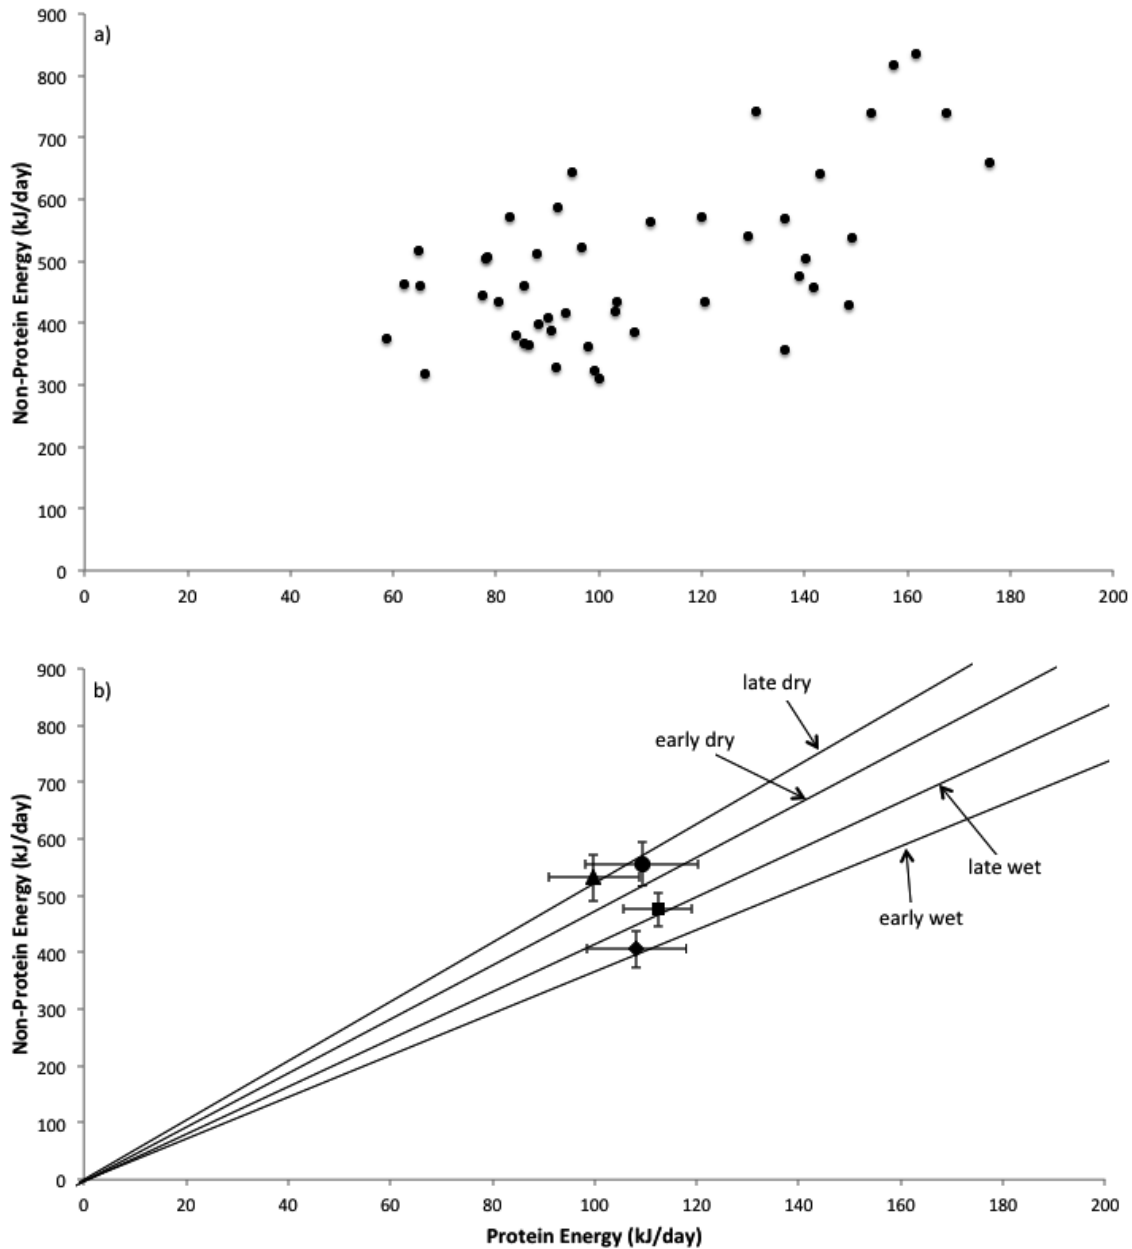 a)
Non-Protein Energy (kJ/day)
900
800
700
600
500
400
300
200
100
0
0 20 40 60 80 100 120 140 160 180 200
b)
Non-Protein Energy (kJ/day)
900
800
700
600
500
400
300
200
100
0
late dry
early dry
late wet
early wet
0 20 40 60 80 100 120 140 160 180 200
Protein Energy (kJ/day)